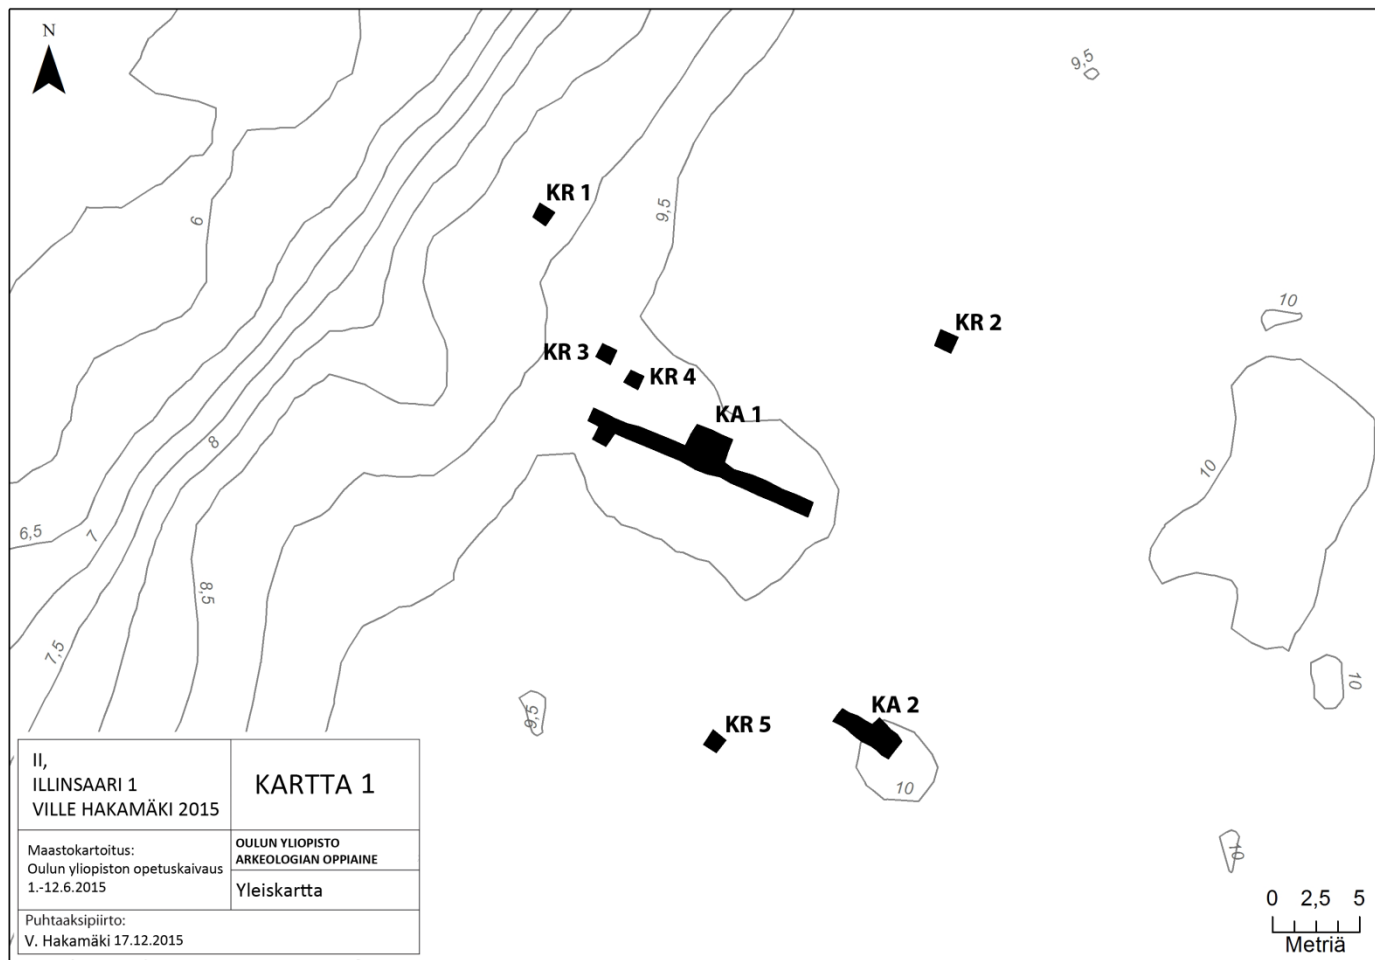 N
9,5
KR 1
6
9,5
10
KR 2
KR 3
KR 4
KA 1
8
10
6,5
7
8,5
7,5
10
9,5
KR 5
KA 2
10
10
II,
ILLINSAARI 1
VILLE HAKAMÄKI 2015
KARTTA 1
Maastokartoitus:
Oulun yliopiston opetuskaivaus
1.-12.6.2015
OULUN YLIOPISTO
ARKEOLOGIAN OPPIAINE
Yleiskartta
Puhtaaksipiirto:
V. Hakamäki 17.12.2015
0 2,5 5
Metriä